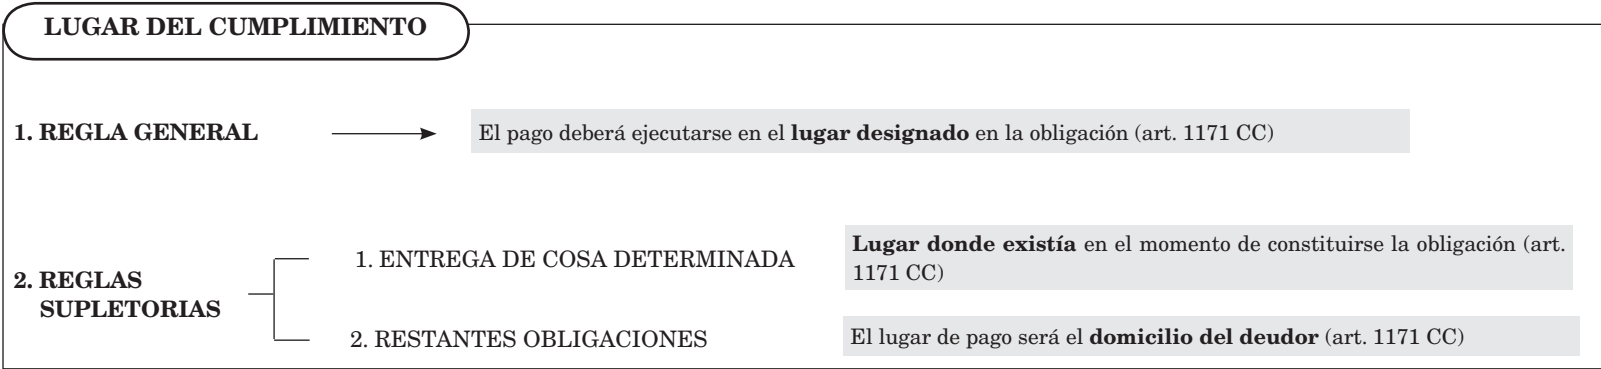 LUGAR DEL CUMPLIMIENTO
1. REGLA GENERAL
El pago deberá ejecutarse en el lugar designado en la obligación (art. 1171 CC)
2. REGLAS
SUPLETORIAS
1. ENTREGA DE COSA DETERMINADA
Lugar donde existía en el momento de constituirse la obligación (art.
1171 CC)
2. RESTANTES OBLIGACIONES
El lugar de pago será el domicilio del deudor (art. 1171 CC)